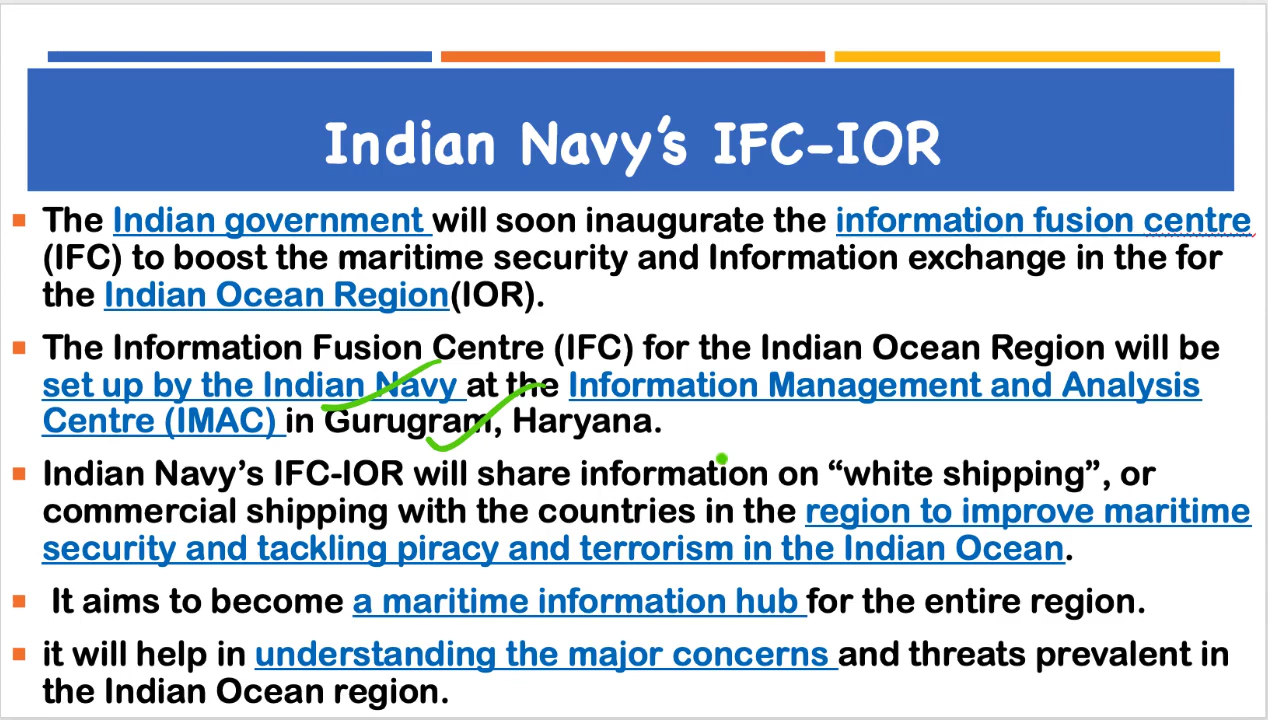 Indian Navy's IFC-IOR
The Indian government will soon inaugurate the information fusion centre
(IFC) to boost the maritime security and Information exchange in the for
the Indian Ocean Region(IOR).
The Information Fusion Centre (IFC) for the Indian Ocean Region will be
set up by the Indian Navy at the Information Management and Analysis
Centre (IMAC) in Gurugram, Haryana.
Indian Navy's IFC-IOR will share information on “white shipping”, or
commercial shipping with the countries in the region to improve maritime
security and tackling piracy and terrorism in the Indian Ocean.
It aims to become a maritime information hub for the entire region.
it will help in understanding the major concerns and threats prevalent in
the Indian Ocean region.